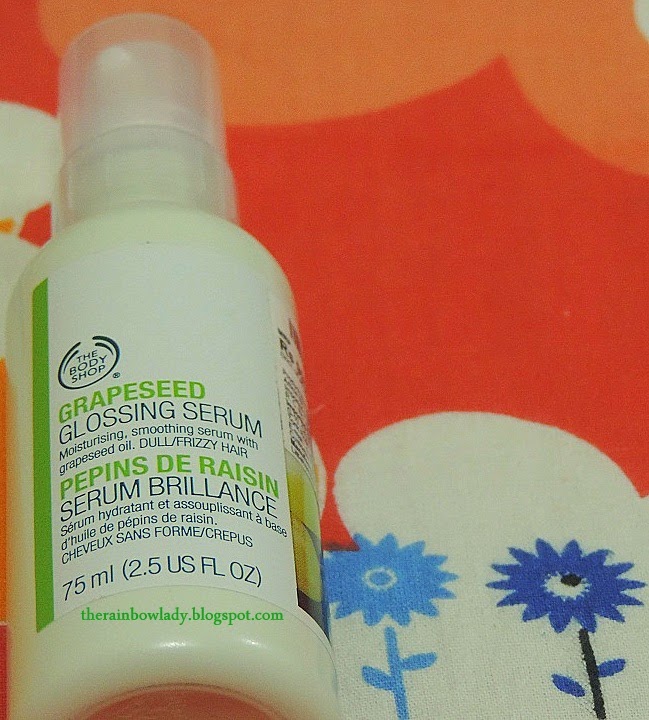 THE
BODY
SHOP®
GRAPESEED
GLOSSING SERUM
Moisturising, smoothing serum with
grapeseed oil. DULL/FRIZZY HAIR
PEPINS DE RAISIN
SERUM BRILLANCE
Sérum hydratant et assouplissant à base
d'huile de pépins de raisin.
CHEVEUX SANS FORME/CREPUS
75 ml (2.5 US FL OZ)
therainbowlady.blogspot.com